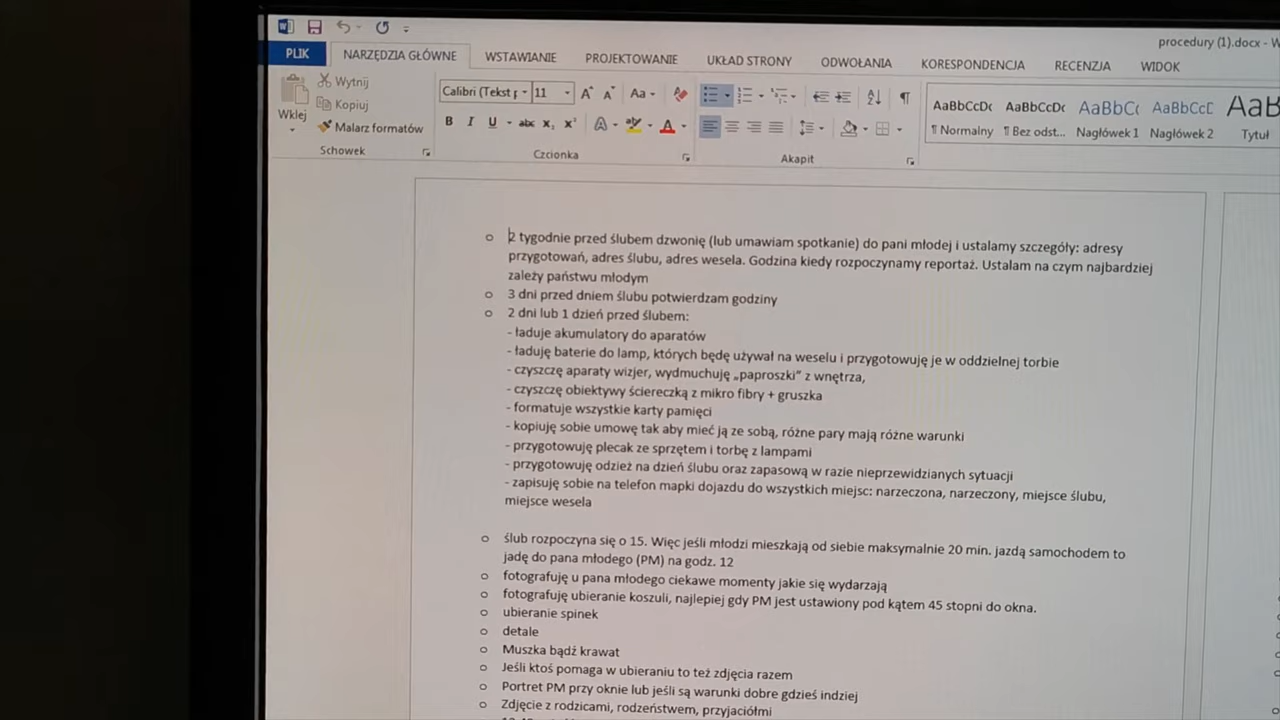 procedury (1).docx - W
PLIK NARZĘDZIA GŁÓWNE WSTAWIANIE PROJEKTOWANIE UKŁAD STRONY ODWOŁANIA KORESPONDENCJA RECENZJA WIDOK
Wklej
Wytnij
Kopiuj
Malarz formatów
Schowek
Calibri (Tekst 11
Czcionka
Akapit
AaBbCcDc AaBbCcDc AaBbC AaBbCcD AaB
¶ Normalny ¶ Bez odst... Nagłówek 1 Nagłówek 2 Tytuł
o 2 tygodnie przed ślubem dzwonię (lub umawiam spotkanie) do pani młodej i ustalamy szczegóły: adresy
przygotowań, adres ślubu, adres wesela. Godzina kiedy rozpoczynamy reportaż. Ustalam na czym najbardziej
zależy państwu młodym
o 3 dni przed dniem ślubu potwierdzam godziny
o 2 dni lub 1 dzień przed ślubem:
- ładuje akumulatory do aparatów
- ładuję baterie do lamp, których będę używał na weselu i przygotowuję je w oddzielnej torbie
- czyszczę aparaty wizjer, wydmuchuję „paproszki” z wnętrza,
- czyszczę obiektywy ściereczką z mikro fibry + gruszka
- formatuje wszystkie karty pamięci
- kopiuję sobie umowę tak aby mieć ją ze sobą, różne pary mają różne warunki
- przygotowuję plecak ze sprzętem i torbę z lampami
- przygotowuję odzież na dzień ślubu oraz zapasową w razie nieprzewidzianych sytuacji
- zapisuję sobie na telefon mapki dojazdu do wszystkich miejsc: narzeczona, narzeczony, miejsce ślubu,
miejsce wesela
o ślub rozpoczyna się o 15. Więc jeśli młodzi mieszkają od siebie maksymalnie 20 min. jazdą samochodem to
jadę do pana młodego (PM) na godz. 12
o fotografuję u pana młodego ciekawe momenty jakie się wydarzają
o fotografuję ubieranie koszuli, najlepiej gdy PM jest ustawiony pod kątem 45 stopni do okna.
o ubieranie spinek
o detale
o Muszka bądź krawat
o Jeśli ktoś pomaga w ubieraniu to też zdjęcia razem
o Portret PM przy oknie lub jeśli są warunki dobre gdzieś indziej
o Zdjęcie z rodzicami, rodzeństwem, przyjaciółmi